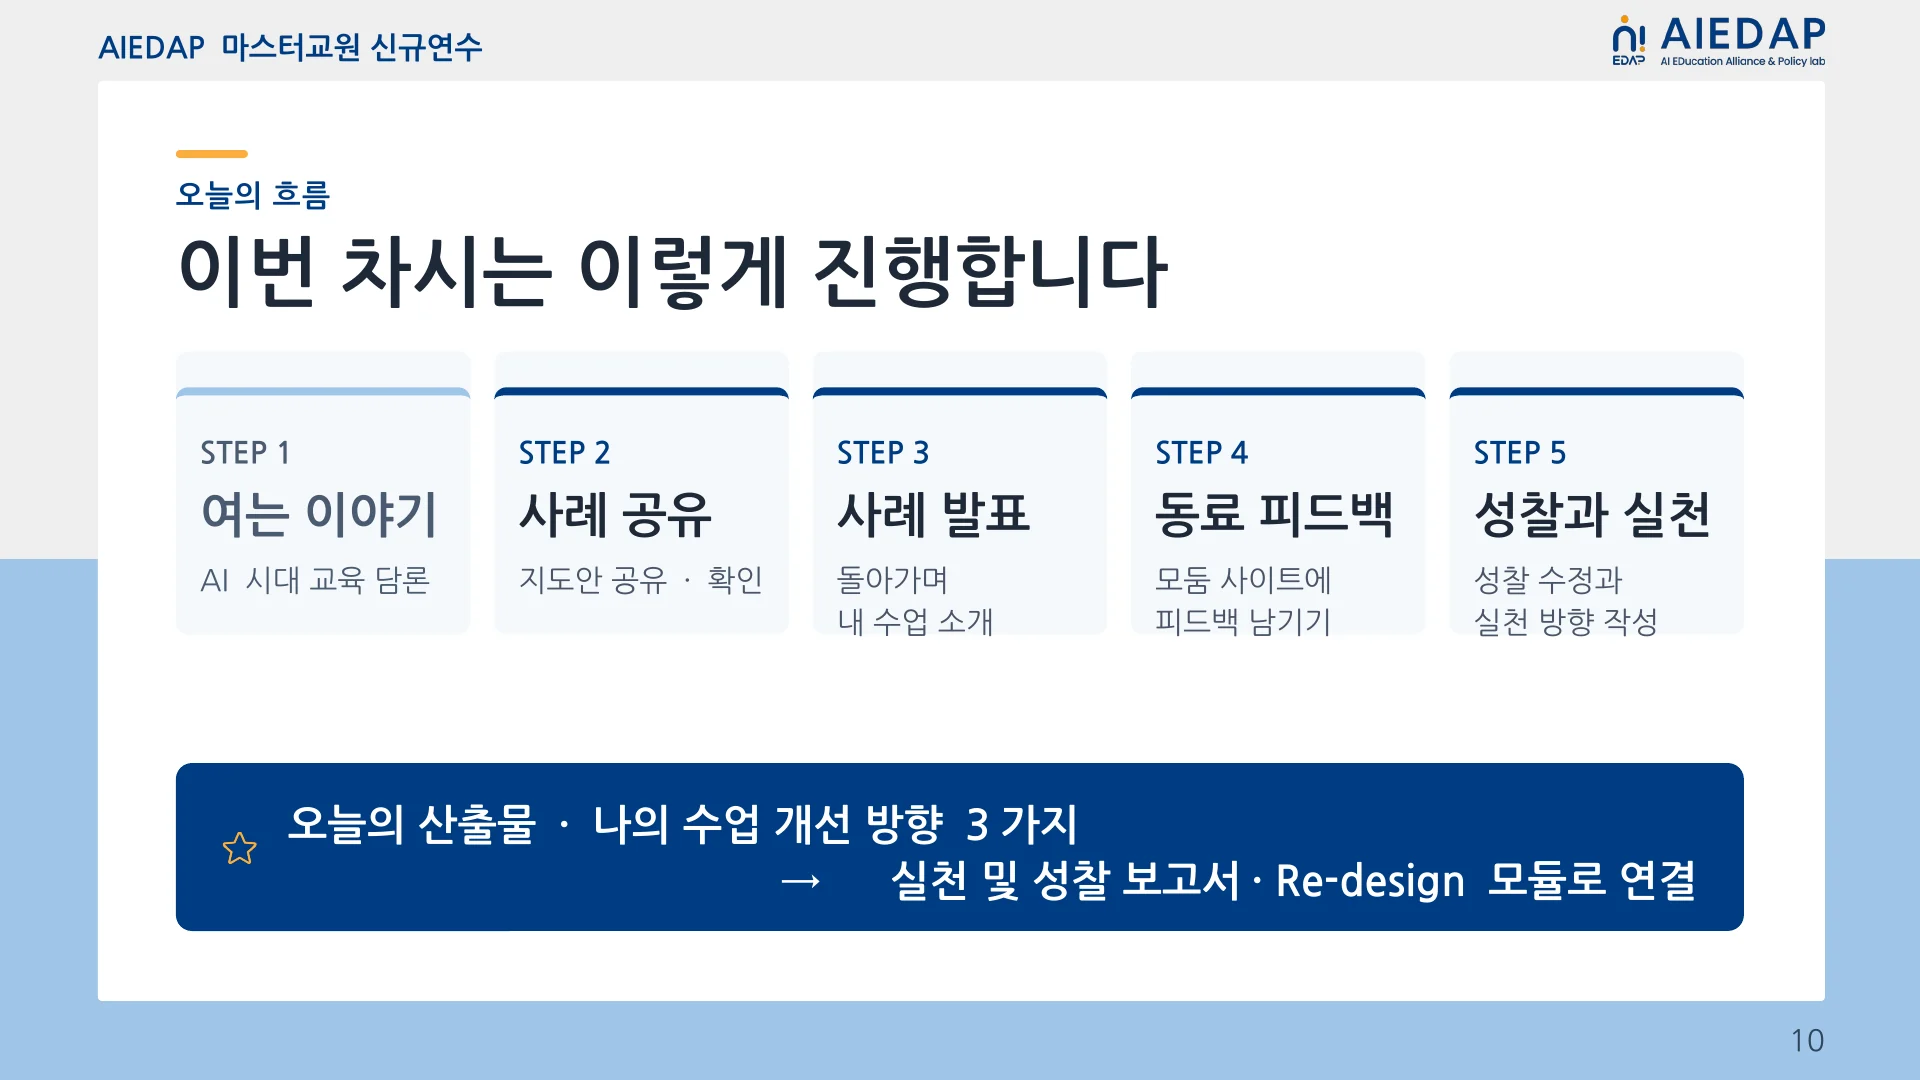 AIEDAP 마스터교원 신규연수
EDAP
AIEDAP
AI EDucation Alliance & Policy lab
오늘의 흐름
이번 차시는 이렇게 진행합니다
STEP 1
여는 이야기
AI 시대 교육 담론
STEP 2
사례 공유
지도안 공유 · 확인
STEP 3
사례 발표
돌아가며
내 수업 소개
STEP 4
동료 피드백
모둠 사이트에
피드백 남기기
STEP 5
성찰과 실천
성찰 수정과
실천 방향 작성
오늘의 산출물 · 나의 수업 개선 방향 3 가지
→ 실천 및 성찰 보고서 · Re-design 모듈로 연결
10